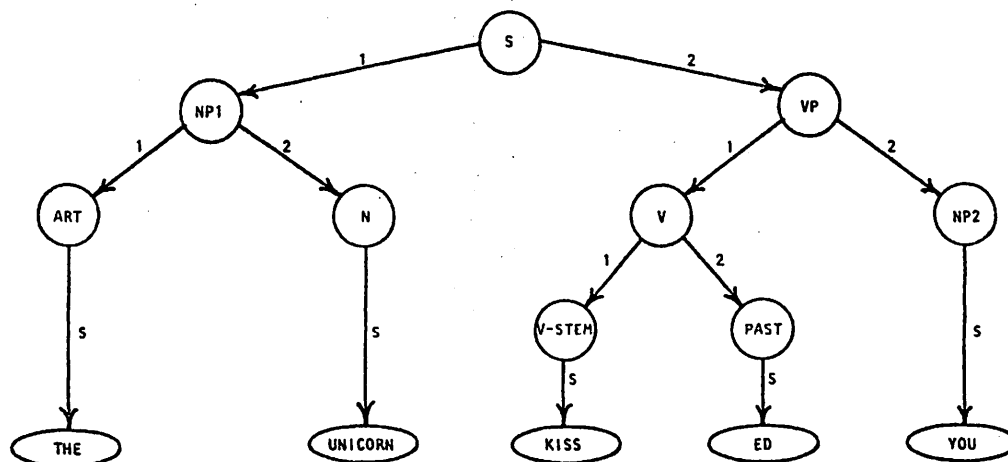 S
1 2
NP1 VP
1 2 1 2
ART N V NP2
1 2
V-STEM PAST
S S S S S
THE UNICORN KISS ED YOU